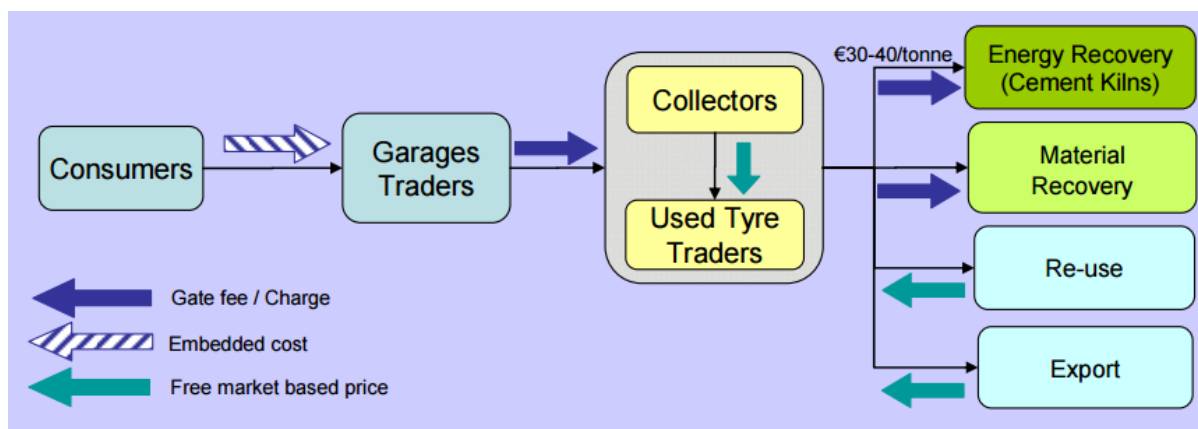 €30-40/tonne
Energy Recovery
(Cement Kilns)
Collectors
Consumers
Garages
Traders
Material
Recovery
Used Tyre
Traders
Re-use
Gate fee / Charge
Embedded cost
Free market based price
Export